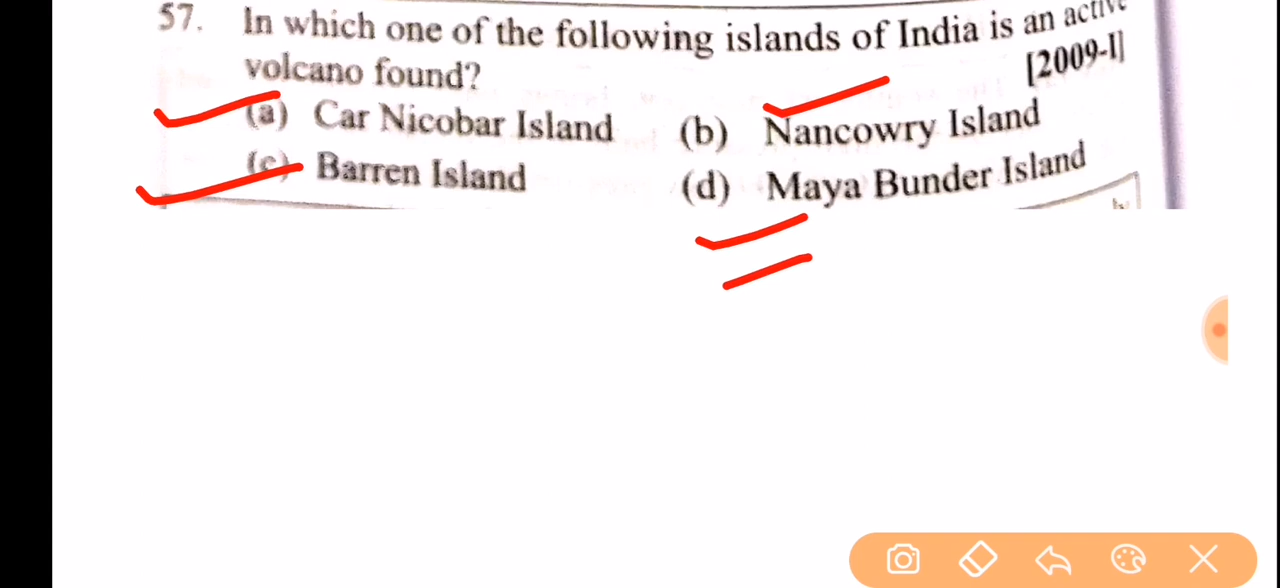 57. In which one of the following islands of India is an active
volcano found? [2009-I]
(a) Car Nicobar Island (b) Nancowry Island
(c) Barren Island (d) Maya Bunder Island